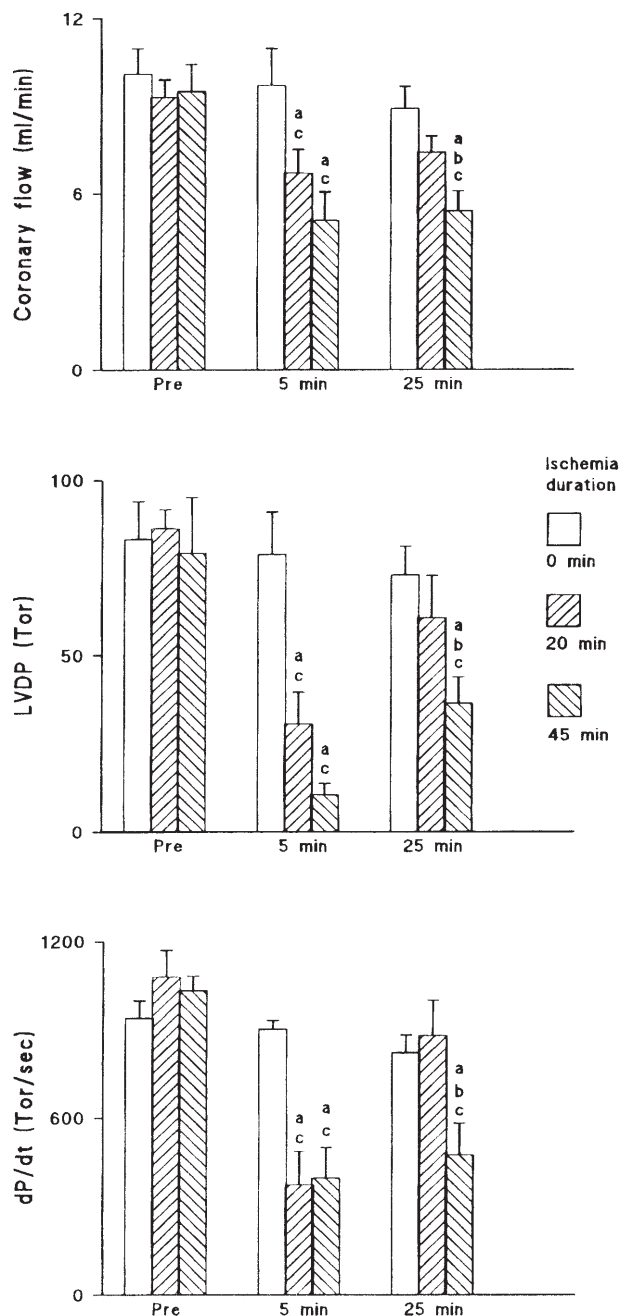 12
6
0
Coronary flow (ml/min)
a
c
a
c
a
b
c
Pre 5 min 25 min
100
50
0
LVDP (Tor)
a
c
a
c
a
b
c
Pre 5 min 25 min
Ischemia
duration
0 min
20 min
45 min
1200
600
0
dP/dt (Tor/sec)
a
c
a
c
a
b
c
Pre 5 min 25 min